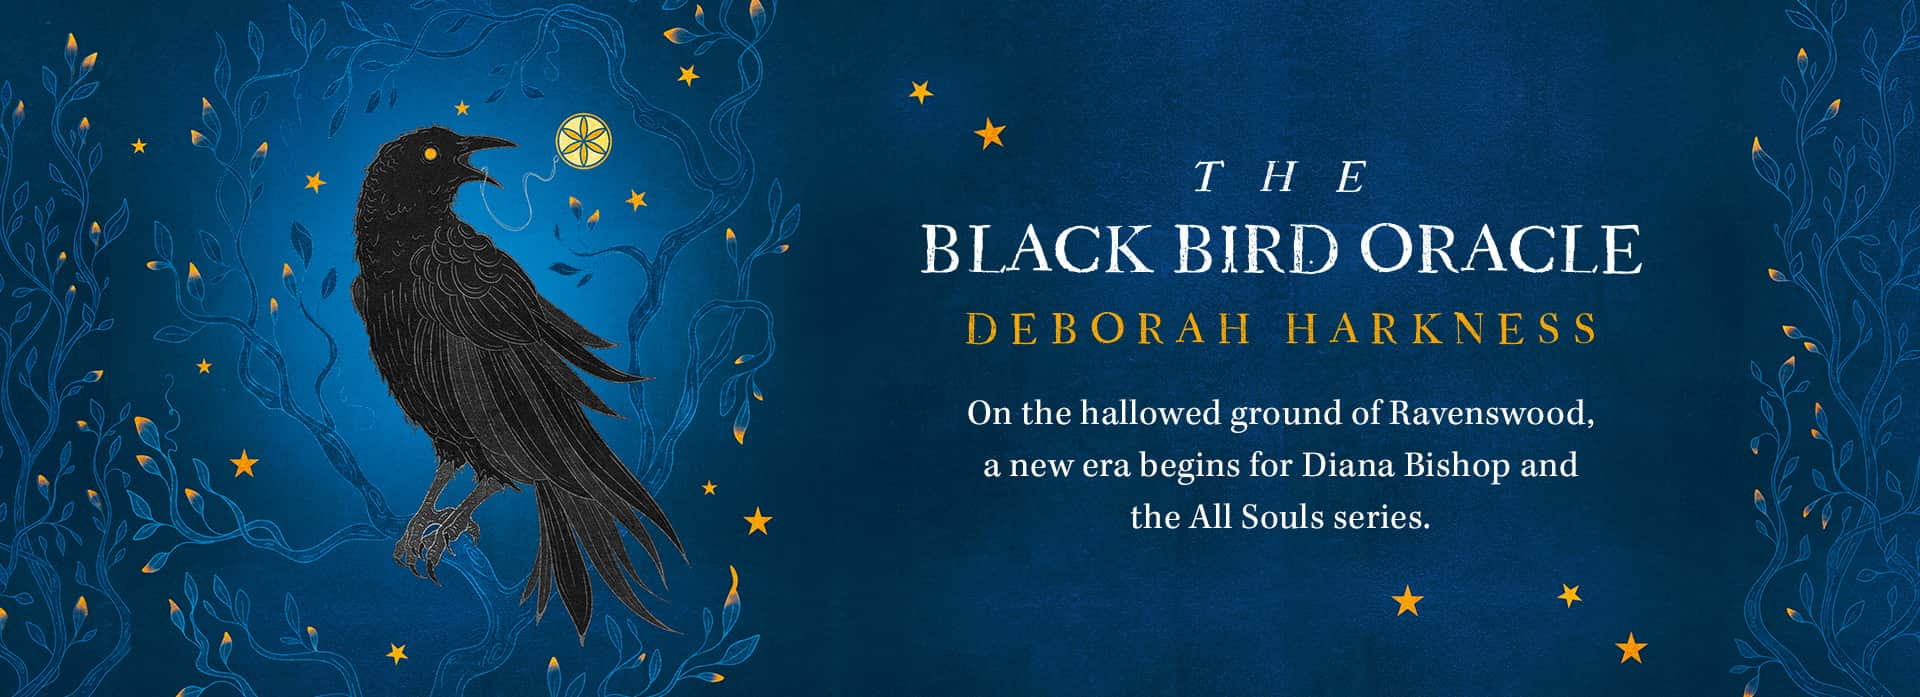 THE
BLACK BIRD ORACLE
DEBORAH HARKNESS
On the hallowed ground of Ravenswood,
a new era begins for Diana Bishop and
the All Souls series.